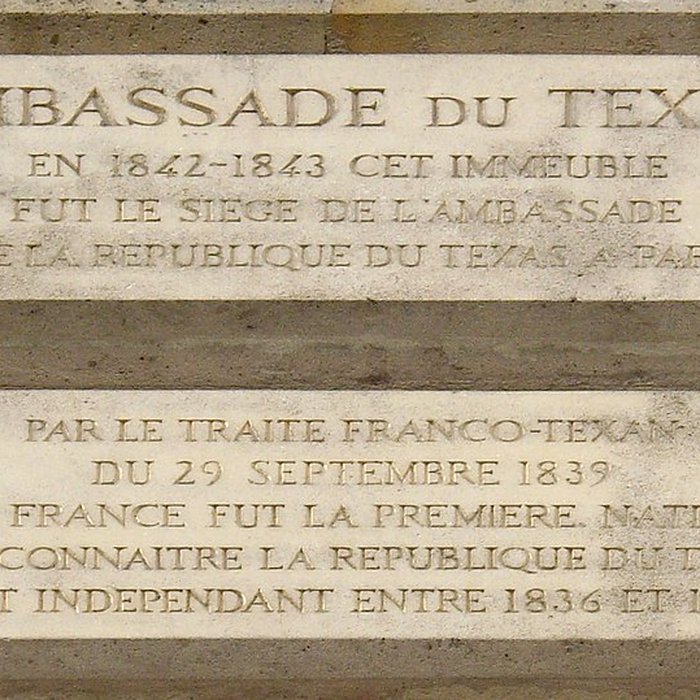 MBASSADE DU TEX
EN 1842-1843 CET IMMEUBLE
FUT LE SIEGE DE L'AMBASSADE
E LA REPUBLIQUE DU TEXAS A PAR
PAR LE TRAITE FRANCO-TEXAN
DU 29 SEPTEMBRE 1839
FRANCE FUT LA PREMIERE NATI
CONNAITRE LA REPUBLIQUE DU T
T INDEPENDANT ENTRE 1836 ET 1